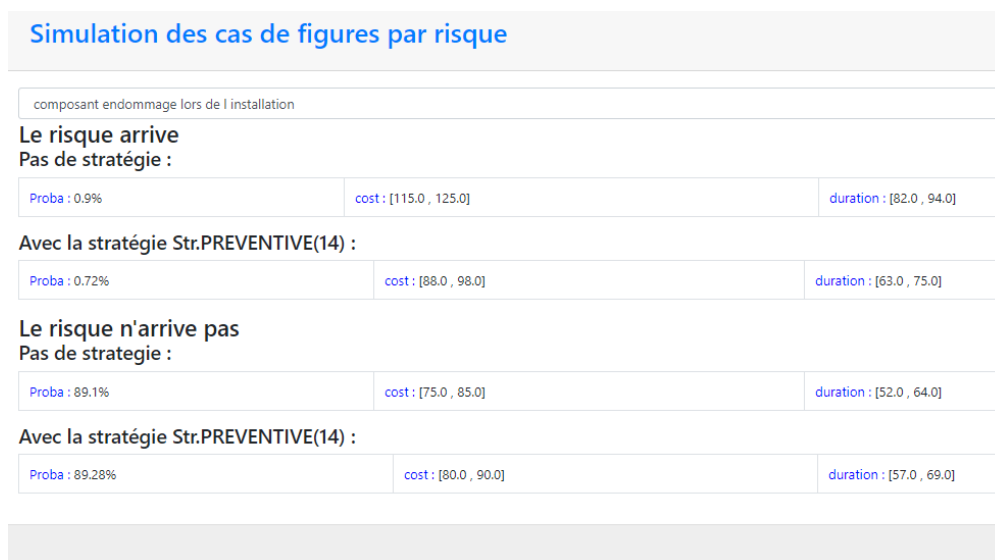 Simulation des cas de figures par risque
composant endommage lors de l installation
Le risque arrive
Pas de stratégie :
Proba : 0.9% cost : [115.0 , 125.0] duration : [82.0 , 94.0]
Avec la stratégie Str.PREVENTIVE(14) :
Proba : 0.72% cost : [88.0 , 98.0] duration : [63.0 , 75.0]
Le risque n'arrive pas
Pas de strategie :
Proba : 89.1% cost : [75.0 , 85.0] duration : [52.0 , 64.0]
Avec la stratégie Str.PREVENTIVE(14) :
Proba : 89.28% cost : [80.0 , 90.0] duration : [57.0 , 69.0]